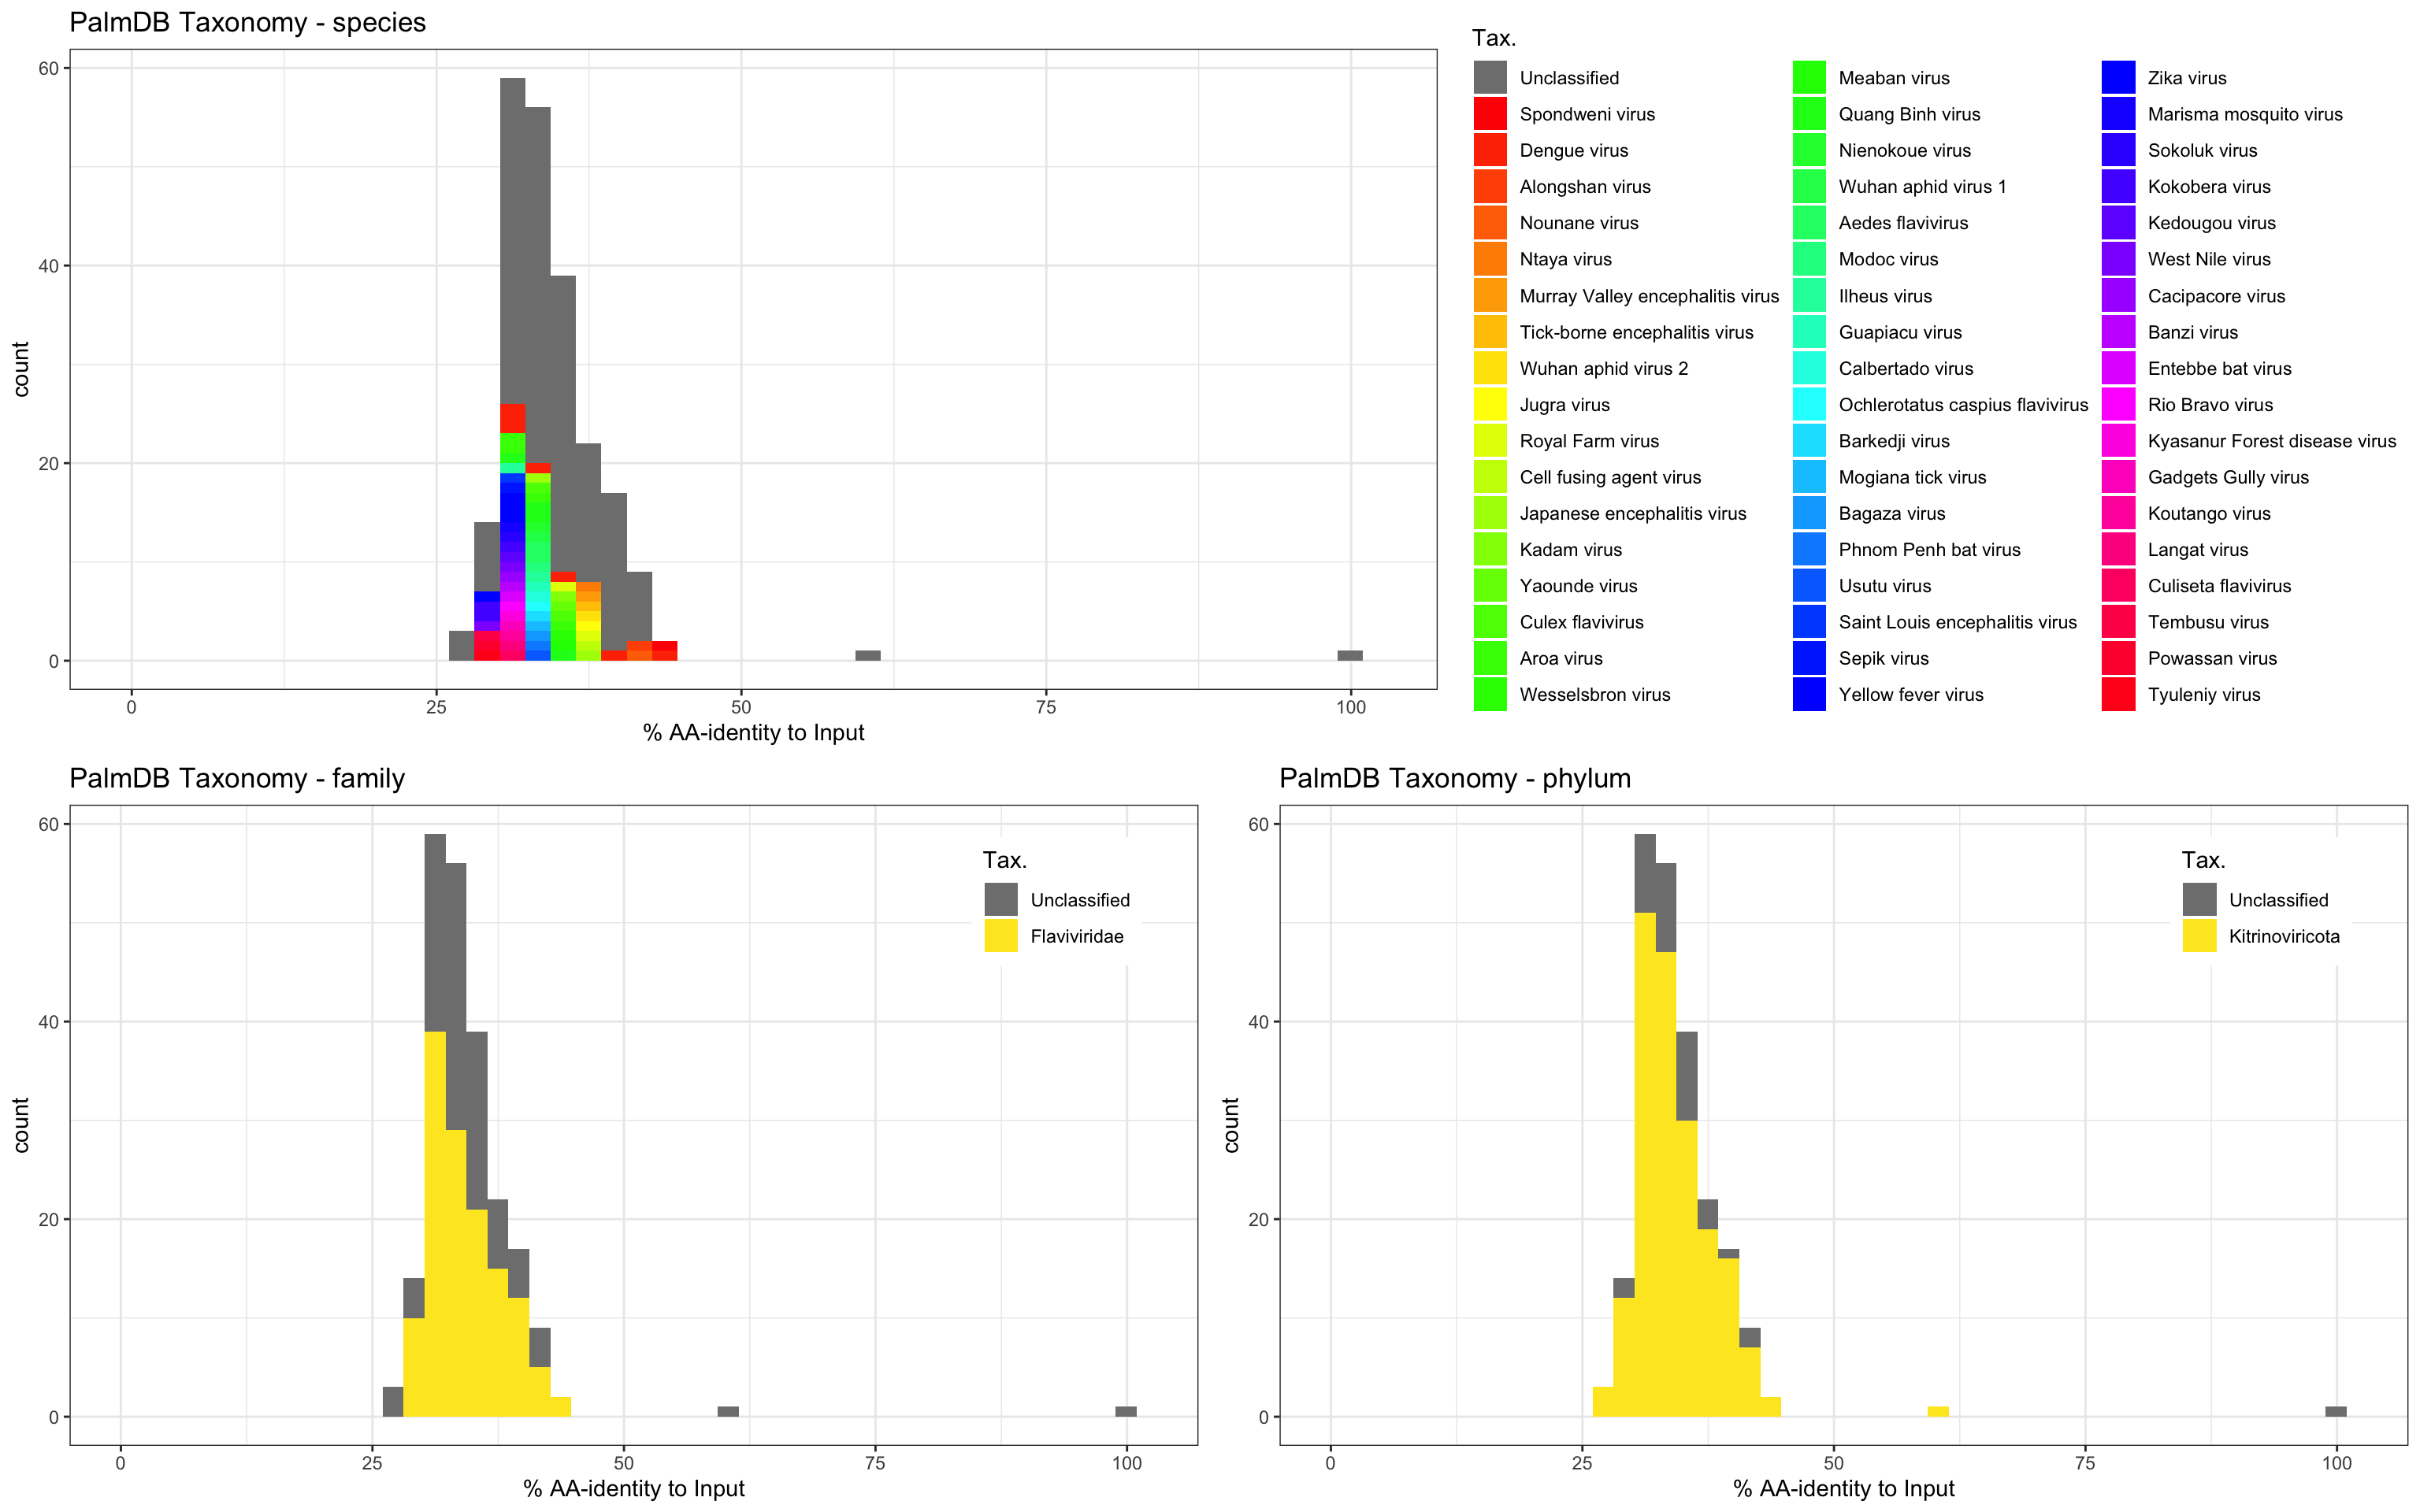 PalmDB Taxonomy - species
60
40
20
0
count
0 25 50 75 100
% AA-identity to Input
Tax.
Unclassified
Spondweni virus
Dengue virus
Alongshan virus
Nounane virus
Ntaya virus
Murray Valley encephalitis virus
Tick-borne encephalitis virus
Wuhan aphid virus 2
Jugra virus
Royal Farm virus
Cell fusing agent virus
Japanese encephalitis virus
Kadam virus
Yaounde virus
Culex flavivirus
Aroa virus
Wesselsbron virus
Meaban virus
Quang Binh virus
Nienokoue virus
Wuhan aphid virus 1
Aedes flavivirus
Modoc virus
Ilheus virus
Guapiacu virus
Calbertado virus
Ochlerotatus caspius flavivirus
Barkedji virus
Mogiana tick virus
Bagaza virus
Phnom Penh bat virus
Usutu virus
Saint Louis encephalitis virus
Sepik virus
Yellow fever virus
Zika virus
Marisma mosquito virus
Sokoluk virus
Kokobera virus
Kedougou virus
West Nile virus
Cacipacore virus
Banzi virus
Entebbe bat virus
Rio Bravo virus
Kyasanur Forest disease virus
Gadgets Gully virus
Koutango virus
Langat virus
Culiseta flavivirus
Tembusu virus
Powassan virus
Tyuleniy virus
PalmDB Taxonomy - family
60
40
20
0
count
0 25 50 75 100
% AA-identity to Input
Tax.
Unclassified
Flaviviridae
PalmDB Taxonomy - phylum
60
40
20
0
count
0 25 50 75 100
% AA-identity to Input
Tax.
Unclassified
Kitrinoviricota